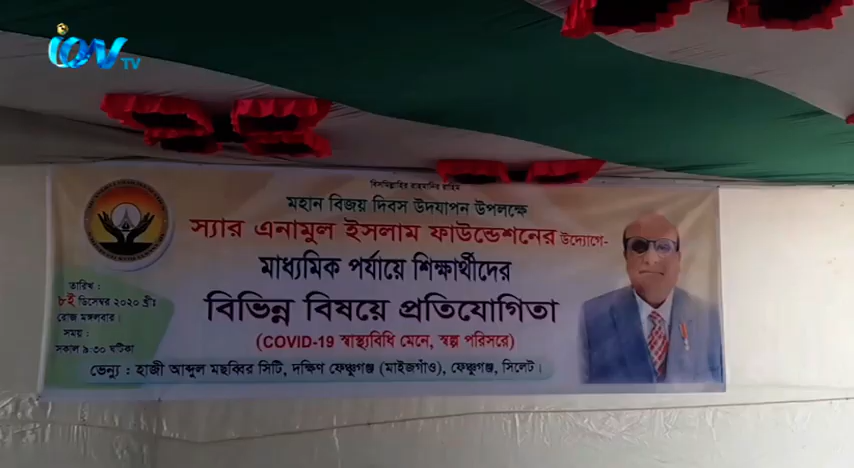 iOV TV
বিসমিল্লাহির রাহমানির রাহিম
মহান বিজয় দিবস উদযাপন উপলক্ষে
স্যার এনামুল ইসলাম ফাউন্ডেশনের উদ্যোগে-
মাধ্যমিক পর্যায়ে শিক্ষার্থীদের
বিভিন্ন বিষয়ে প্রতিযোগিতা
(COVID-19 স্বাস্থ্যবিধি মেনে, স্বল্প পরিসরে)
তারিখ :
৮ই ডিসেম্বর ২০২০ খ্রীঃ
রোজ মঙ্গলবার।
সময় :
সকাল ৯:৩০ ঘটিকা
ভেন্যু : হাজী আব্দুল মছব্বির সিটি, দক্ষিণ ফেঞ্চুগঞ্জ (মাইজগাঁও), ফেঞ্চুগঞ্জ, সিলেট।